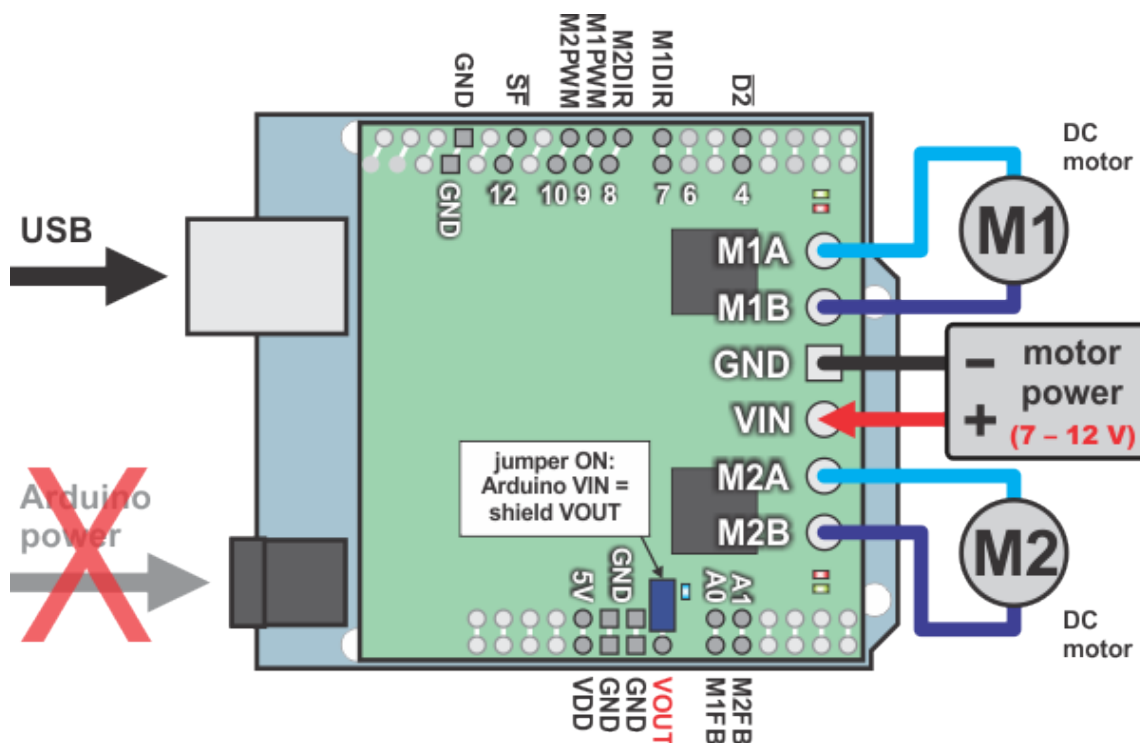 GND
SF
M2PWM
M1PWM
M2DIR
M1DIR
D2
GND
12
10
9
8
7
6
4
DC
motor
USB
M1A
M1
M1B
GND
VIN
- motor
power
+ (7 – 12 V)
jumper ON:
Arduino VIN =
shield VOUT
M2A
M2B
M2
Arduino
power
5V
GND
A0
A1
DC
motor
VDD
GND
GND
VOUT
M1FB
M2FB